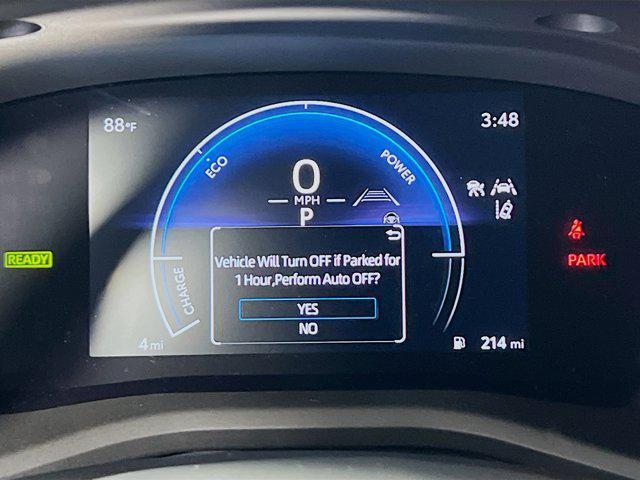 88°F
3:48
ECO
POWER
0
MPH
P
READY
Vehicle Will Turn OFF if Parked for
1 Hour,Perform Auto OFF?
YES
NO
CHARGE
PARK
4 mi
214 mi